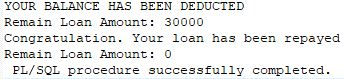 YOUR BALANCE HAS BEEN DEDUCTED
Remain Loan Amount: 30000
Congratulation. Your loan has been repayed
Remain Loan Amount: 0
PL/SQL procedure successfully completed.